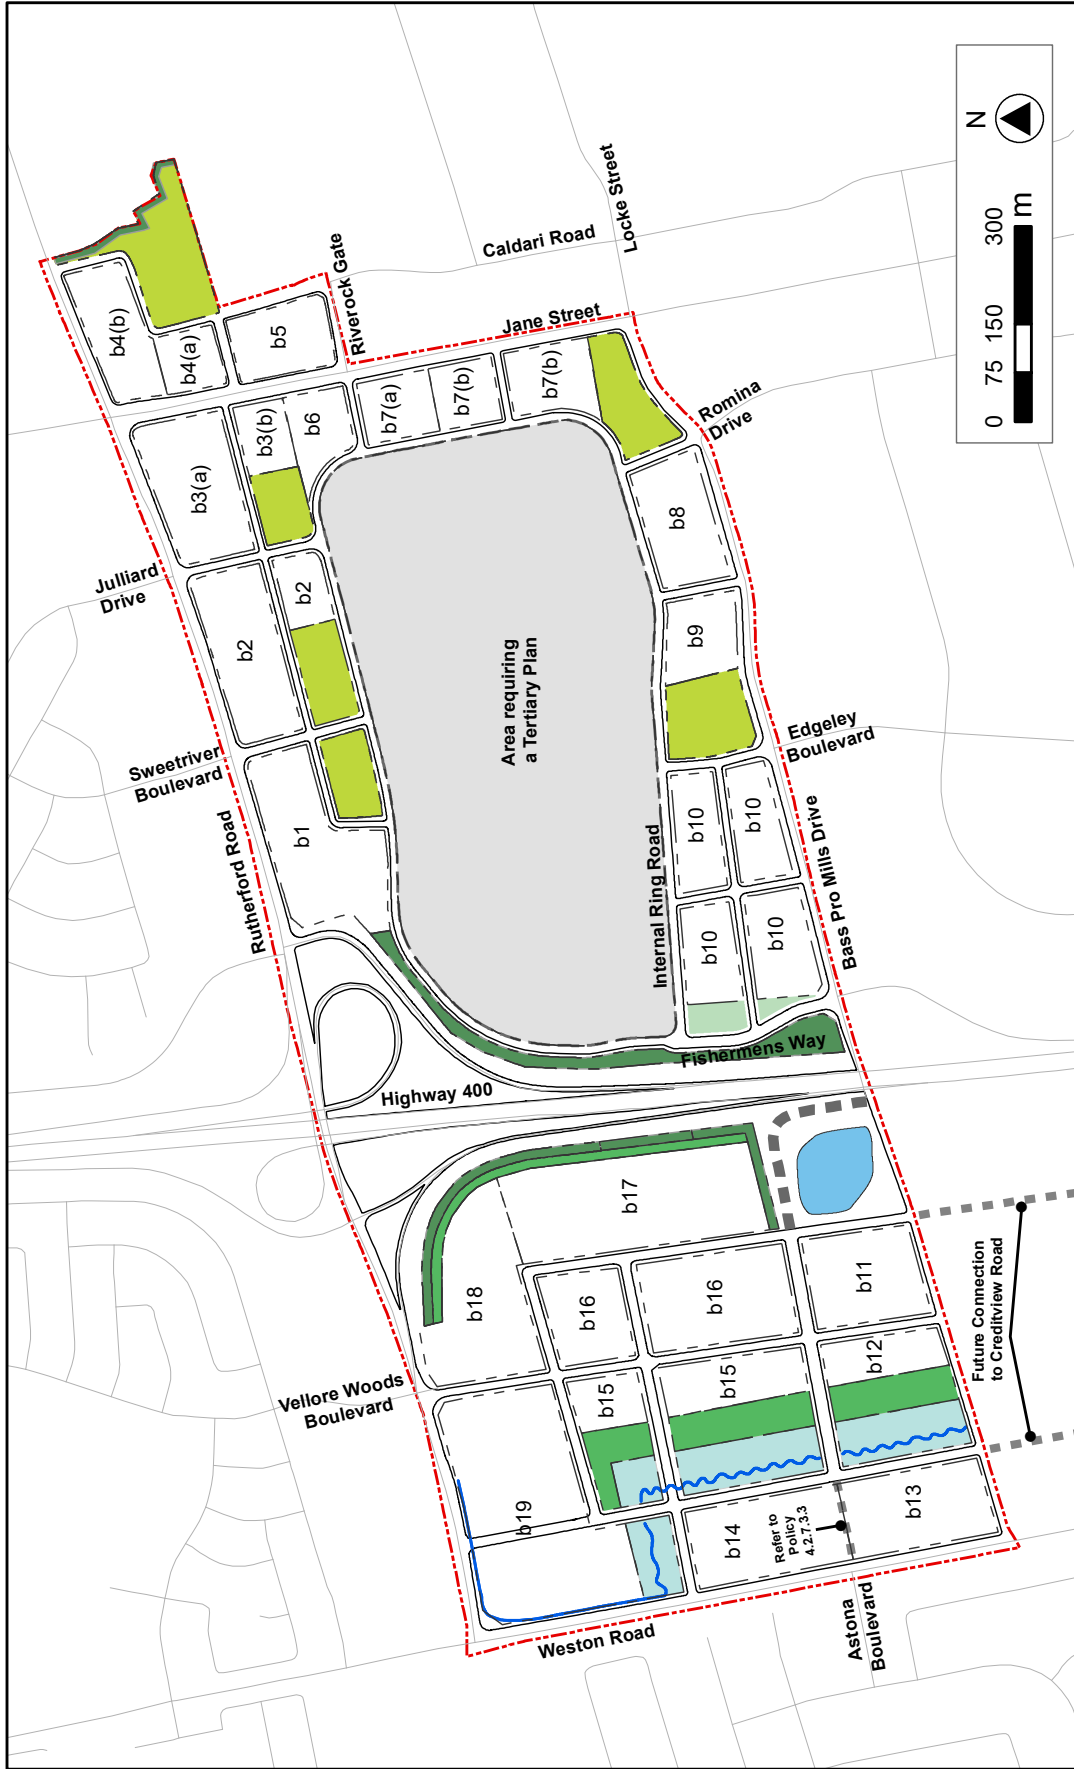 Vellore Woods
Boulevard
Rutherford Road
Sweetriver
Boulevard
Julliard
Drive
b4(b)
b4(a)
b5
Riverock Gate
b3(a)
b3(b)
b6
b2
b2
b1
b7(a)
b7(b)
b7(b)
Jane Street
Caldari Road
Locke Street
Highway 400
Area requiring
a Tertiary Plan
b19
b18
b17
b16
b16
b15
b15
b14
b13
b12
b11
Refer to
Policy
4.2.7.3.3
Weston Road
Astona
Boulevard
Internal Ring Road
Fishermens Way
b10
b10
b10
b10
b9
b8
Romina
Drive
Edgeley
Boulevard
Bass Pro Mills Drive
Future Connection
to Creditview Road
N
0 75 150 300
m